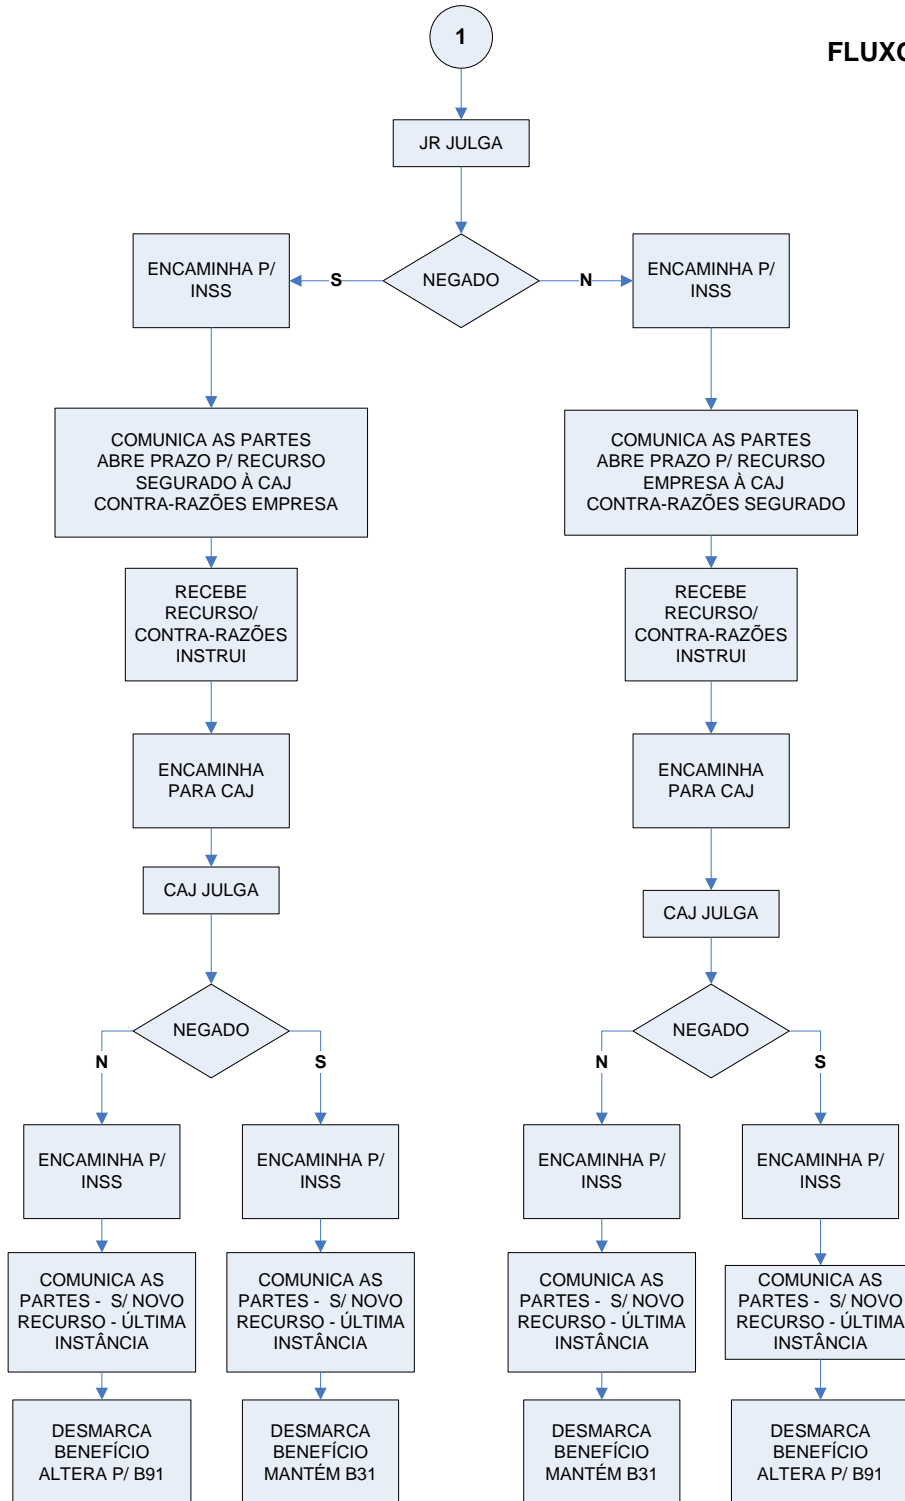 1
FLUXO
JR JULGA
ENCAMINHA P/
INSS
S
NEGADO
N
ENCAMINHA P/
INSS
COMUNICA AS PARTES
ABRE PRAZO P/ RECURSO
SEGURADO À CAJ
CONTRA-RAZÕES EMPRESA
COMUNICA AS PARTES
ABRE PRAZO P/ RECURSO
EMPRESA À CAJ
CONTRA-RAZÕES SEGURADO
RECEBE
RECURSO/
CONTRA-RAZÕES
INSTRUI
RECEBE
RECURSO/
CONTRA-RAZÕES
INSTRUI
ENCAMINHA
PARA CAJ
ENCAMINHA
PARA CAJ
CAJ JULGA
CAJ JULGA
NEGADO
NEGADO
N
S
N
S
ENCAMINHA P/
INSS
ENCAMINHA P/
INSS
ENCAMINHA P/
INSS
ENCAMINHA P/
INSS
COMUNICA AS
PARTES - S/ NOVO
RECURSO - ÚLTIMA
INSTÂNCIA
COMUNICA AS
PARTES - S/ NOVO
RECURSO - ÚLTIMA
INSTÂNCIA
COMUNICA AS
PARTES - S/ NOVO
RECURSO - ÚLTIMA
INSTÂNCIA
COMUNICA AS
PARTES - S/ NOVO
RECURSO - ÚLTIMA
INSTÂNCIA
DESMARCA
BENEFÍCIO
ALTERA P/ B91
DESMARCA
BENEFÍCIO
MANTÉM B31
DESMARCA
BENEFÍCIO
MANTÉM B31
DESMARCA
BENEFÍCIO
ALTERA P/ B91